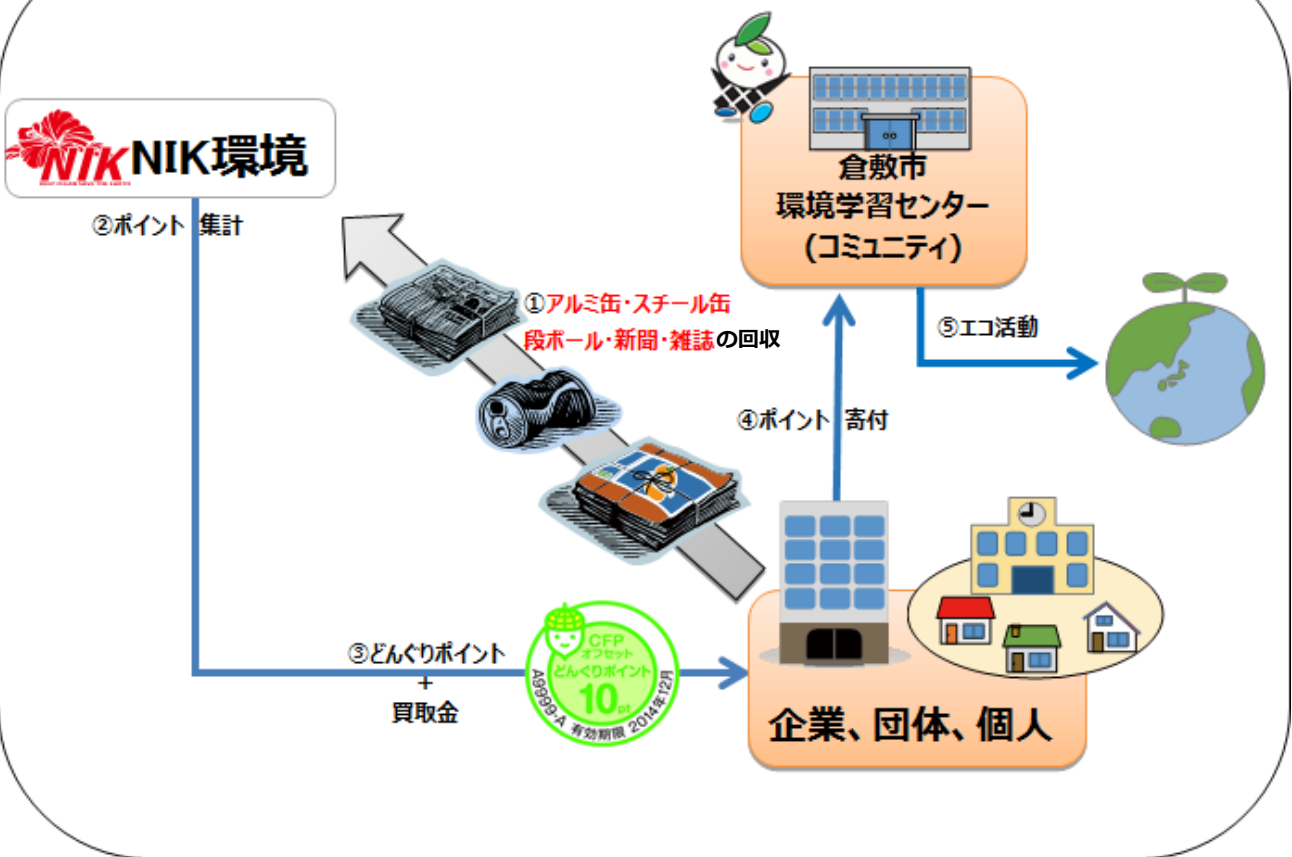 NIK
NIK環境
倉敷市
環境学習センター
(コミュニティ)
②ポイント 集計
①アルミ缶・スチール缶
段ボール・新聞・雑誌の回収
⑤エコ活動
④ポイント 寄付
③どんぐりポイント
+
買取金
CFP
オフセット
どんぐりポイント
10pt
A9999-A 有効期限 2014年12月
企業、団体、個人